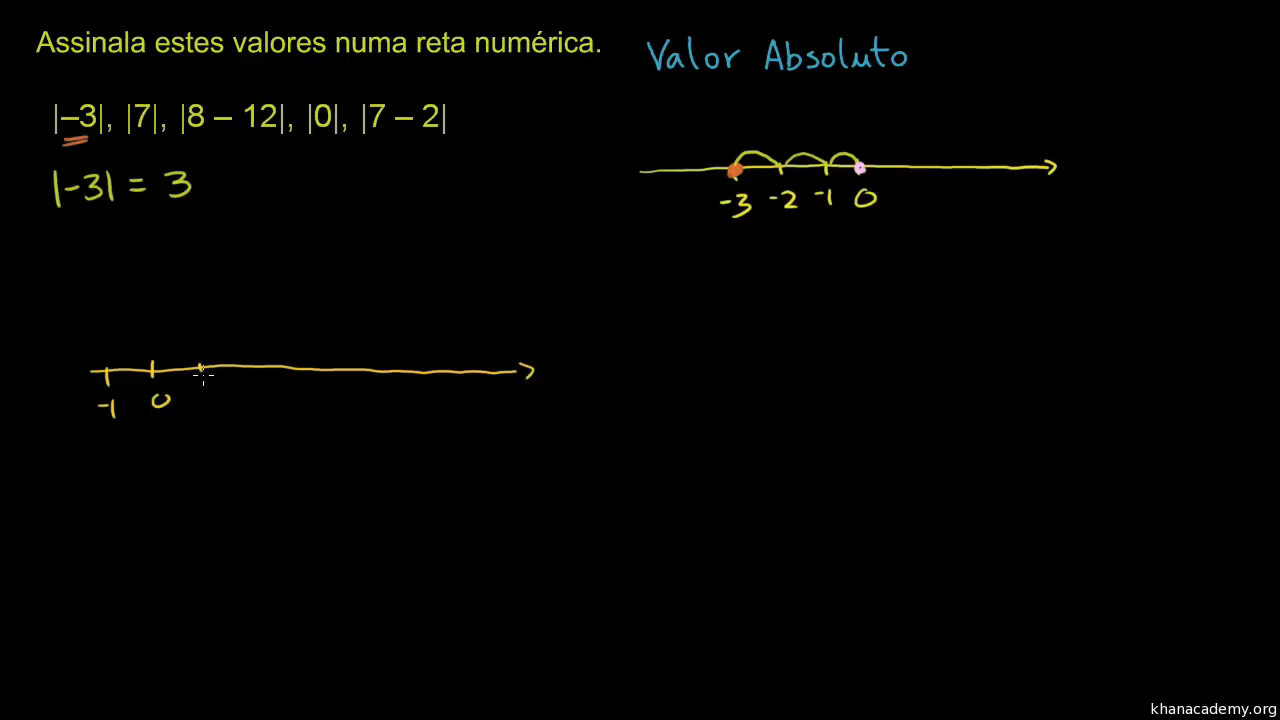 Assinala estes valores numa reta numérica.
Valor Absoluto
|–3|, |7|, |8 – 12|, |0|, |7 – 2|
|-3| = 3
-3 -2 -1 0
-1 0
khanacademy.org